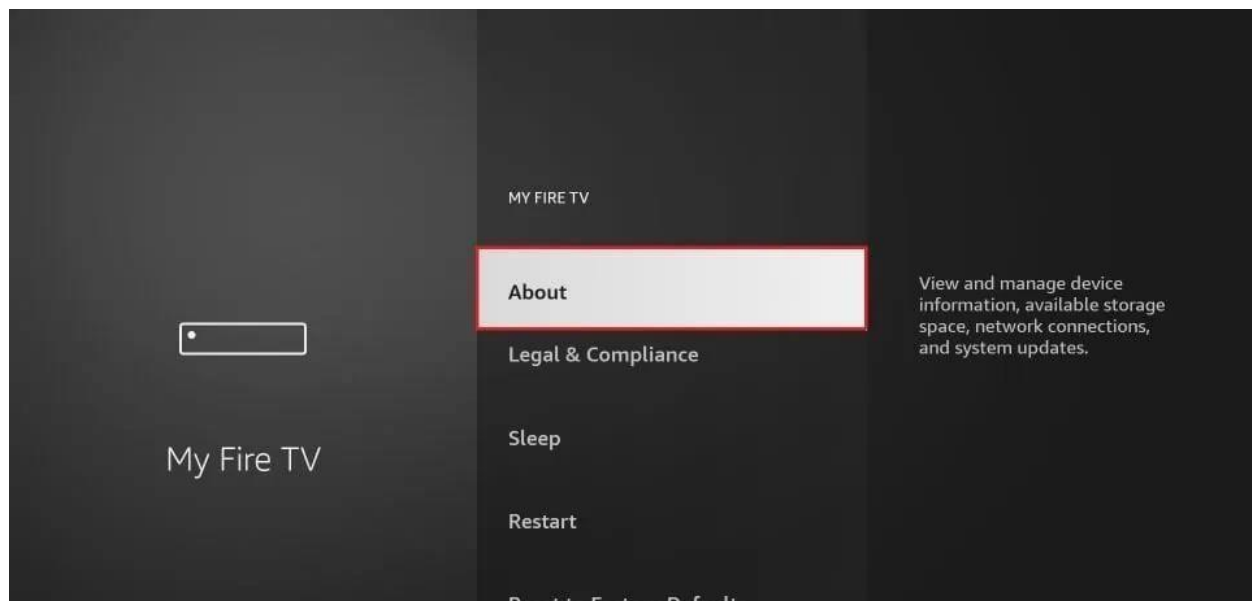 MY FIRE TV
About
View and manage device
information, available storage
space, network connections,
and system updates.
Legal & Compliance
Sleep
My Fire TV
Restart